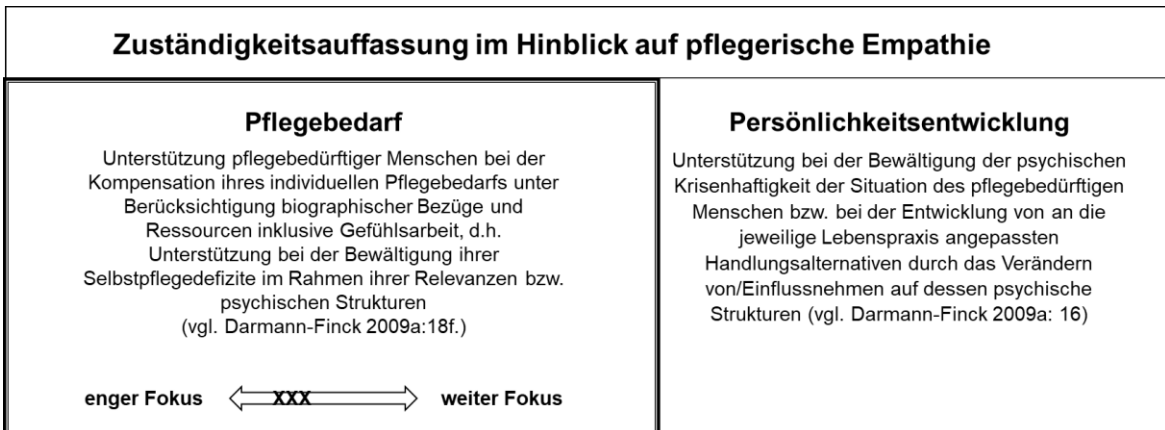 Zuständigkeitsauffassung im Hinblick auf pflegerische Empathie
Pflegebedarf
Unterstützung pflegebedürftiger Menschen bei der
Kompensation ihres individuellen Pflegebedarfs unter
Berücksichtigung biographischer Bezüge und
Ressourcen inklusive Gefühlsarbeit, d.h.
Unterstützung bei der Bewältigung ihrer
Selbstpflegedefizite im Rahmen ihrer Relevanzen bzw.
psychischen Strukturen
(vgl. Darmann-Finck 2009a:18f.)
enger Fokus XXX weiter Fokus
Persönlichkeitsentwicklung
Unterstützung bei der Bewältigung der psychischen
Krisenhaftigkeit der Situation des pflegebedürftigen
Menschen bzw. bei der Entwicklung von an die
jeweilige Lebenspraxis angepassten
Handlungsalternativen durch das Verändern
von/Einflussnehmen auf dessen psychische
Strukturen (vgl. Darmann-Finck 2009a: 16)